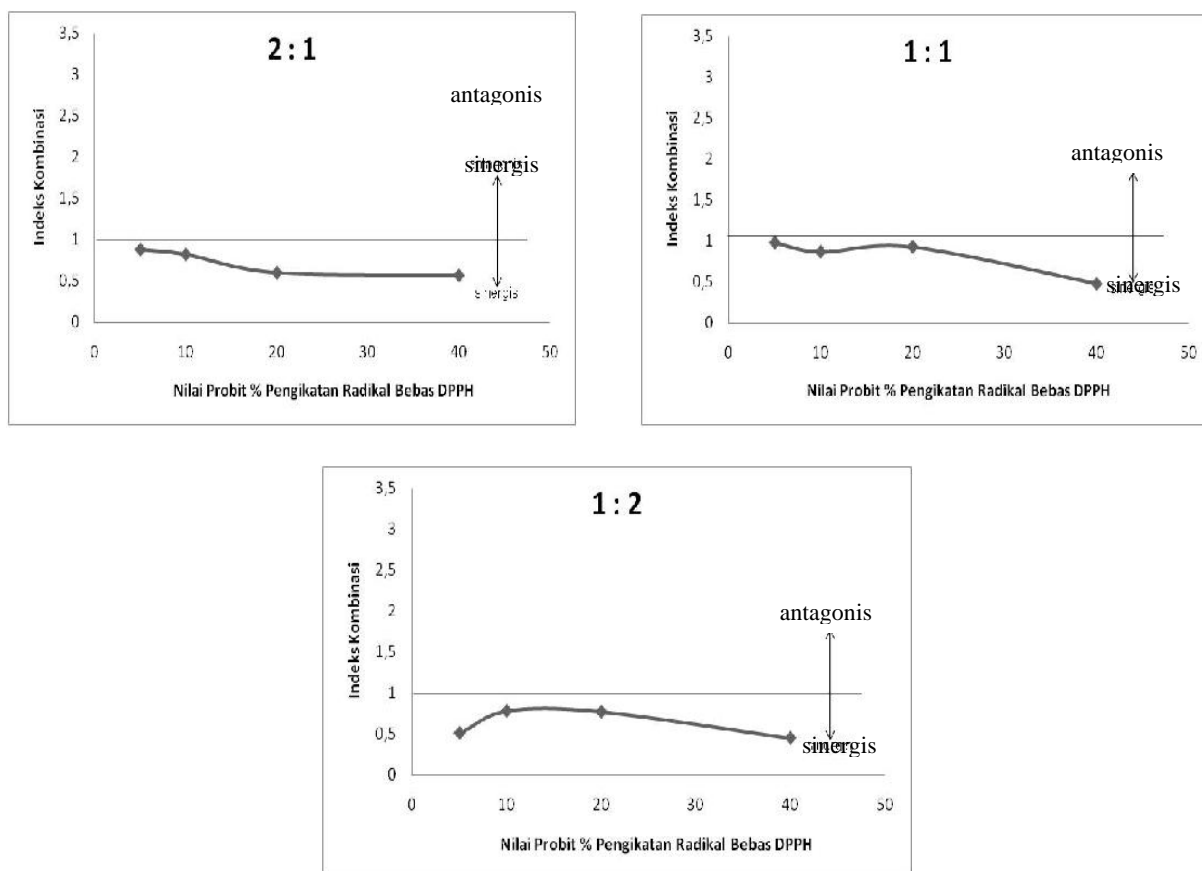 2 : 1
3,5
3
2,5
2
1,5
1
0,5
0
Indeks Kombinasi
antagonis
sinergis
sinergis
0 10 20 30 40 50
Nilai Probit % Pengikatan Radikal Bebas DPPH
1 : 1
3,5
3
2,5
2
1,5
1
0,5
0
Indeks Kombinasi
antagonis
sinergis
0 10 20 30 40 50
Nilai Probit % Pengikatan Radikal Bebas DPPH
1 : 2
3,5
3
2,5
2
1,5
1
0,5
0
Indeks Kombinasi
antagonis
sinergis
0 10 20 30 40 50
Nilai Probit % Pengikatan Radikal Bebas DPPH